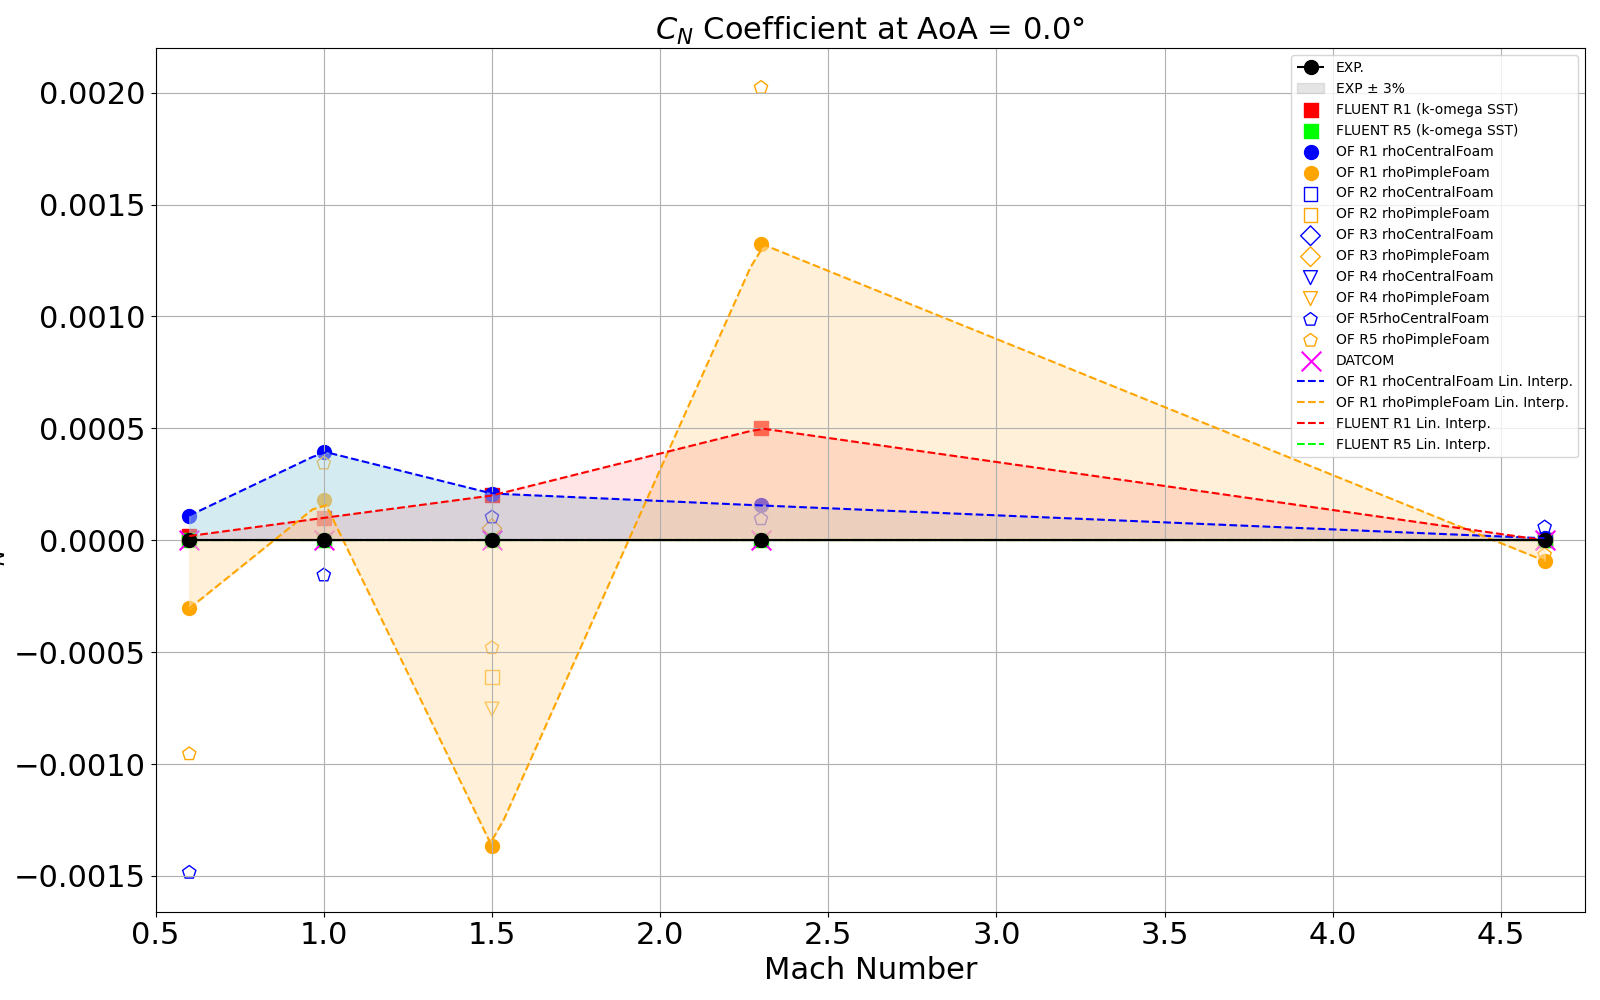 C_N Coefficient at AoA = 0.0°
0.0020
0.0015
0.0010
0.0005
0.0000
−0.0005
−0.0010
−0.0015
0.5 1.0 1.5 2.0 2.5 3.0 3.5 4.0 4.5
Mach Number
EXP.
EXP ± 3%
FLUENT R1 (k-omega SST)
FLUENT R5 (k-omega SST)
OF R1 rhoCentralFoam
OF R1 rhoPimpleFoam
OF R2 rhoCentralFoam
OF R2 rhoPimpleFoam
OF R3 rhoCentralFoam
OF R3 rhoPimpleFoam
OF R4 rhoCentralFoam
OF R4 rhoPimpleFoam
OF R5rhoCentralFoam
OF R5 rhoPimpleFoam
DATCOM
OF R1 rhoCentralFoam Lin. Interp.
OF R1 rhoPimpleFoam Lin. Interp.
FLUENT R1 Lin. Interp.
FLUENT R5 Lin. Interp.